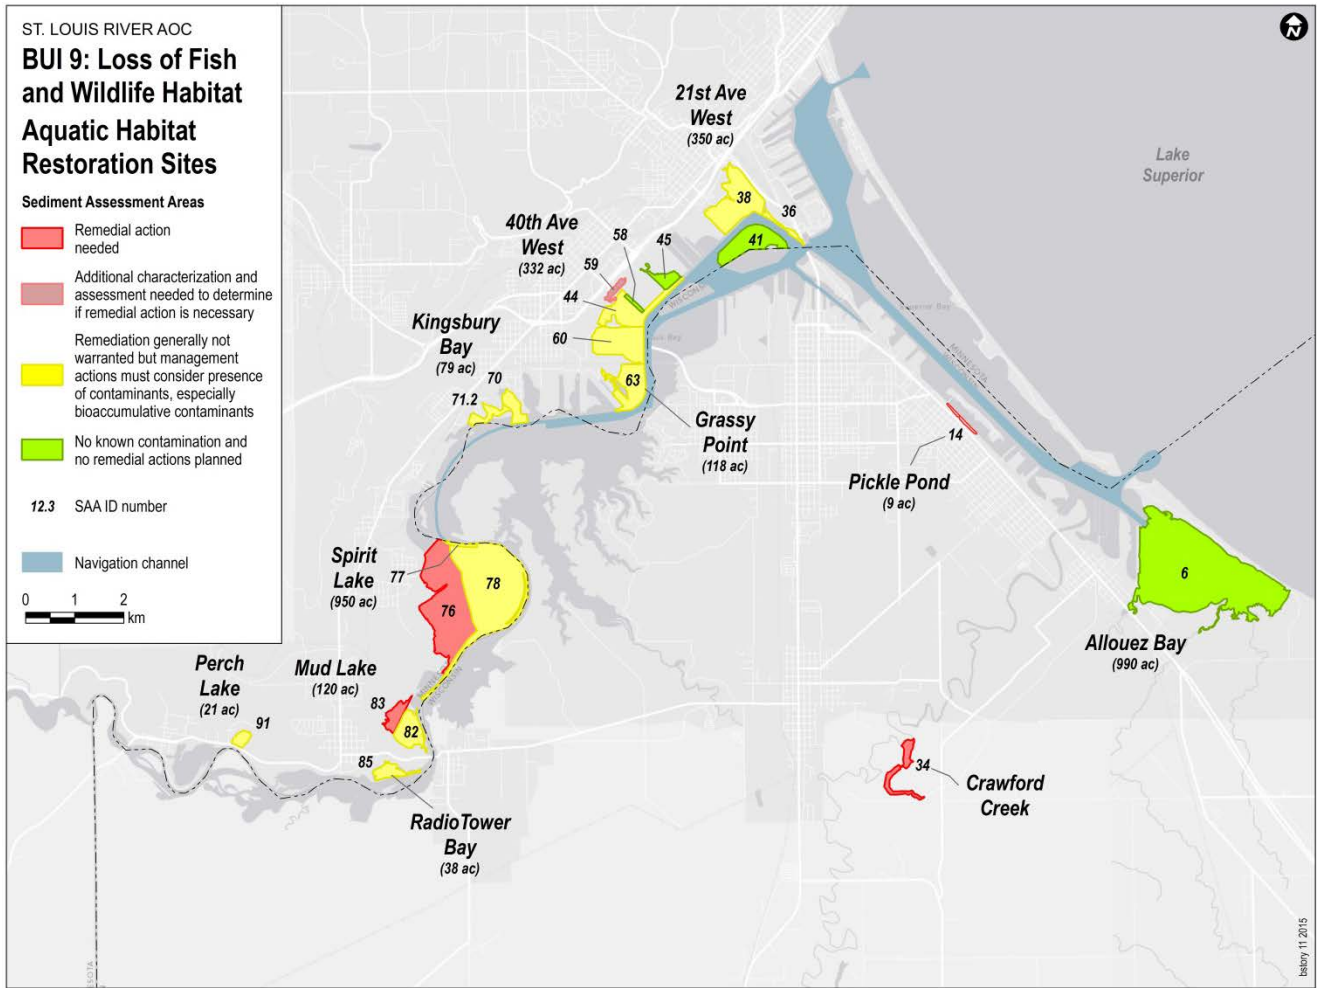 ST. LOUIS RIVER AOC
BUI 9: Loss of Fish
and Wildlife Habitat
Aquatic Habitat
Restoration Sites
Sediment Assessment Areas
Remedial action
needed
Additional characterization and
assessment needed to determine
if remedial action is necessary
Remediation generally not
warranted but management
actions must consider presence
of contaminants, especially
bioaccumulative contaminants
No known contamination and
no remedial actions planned
12.3 SAA ID number
Navigation channel
0 1 2
km
N
Lake
Superior
21st Ave
West
(350 ac)
38
36
41
40th Ave
West
(332 ac)
58
45
59
44
60
WISCONSIN
Superior Bay
MINNESOTA
WISCONSIN
Kingsbury
Bay
(79 ac)
70
71.2
63
Grassy
Point
(118 ac)
14
Pickle Pond
(9 ac)
6
Allouez Bay
(990 ac)
Spirit
Lake
(950 ac)
77
78
76
Mud Lake
(120 ac)
WISCONSIN
83
82
Perch
Lake
(21 ac)
91
85
RadioTower
Bay
(38 ac)
34
Crawford
Creek
bstory 11 2015